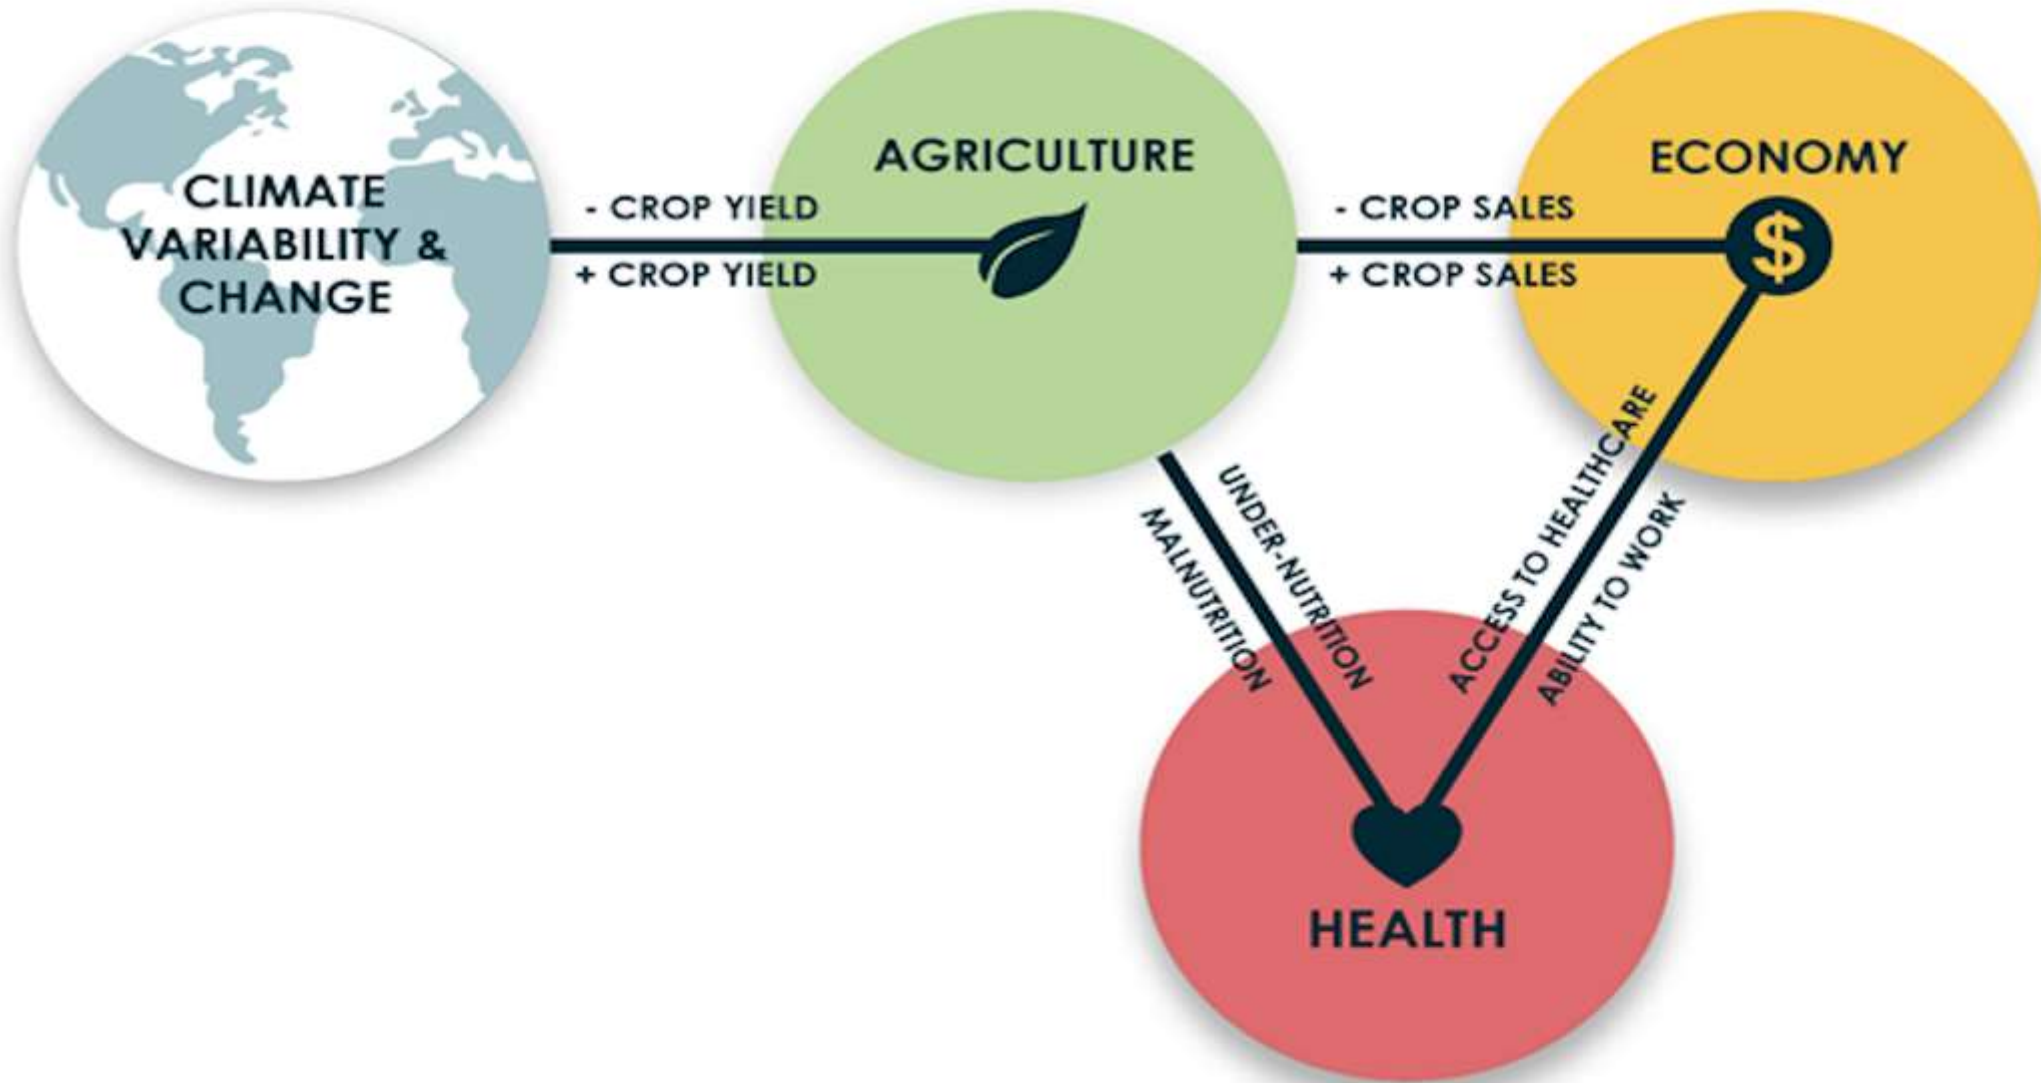 CLIMATE
VARIABILITY &
CHANGE
- CROP YIELD
+ CROP YIELD
AGRICULTURE
- CROP SALES
+ CROP SALES
ECONOMY
$
MALNUTRITION
UNDER-NUTRITION
ACCESS TO HEALTHCARE
ABILITY TO WORK
HEALTH